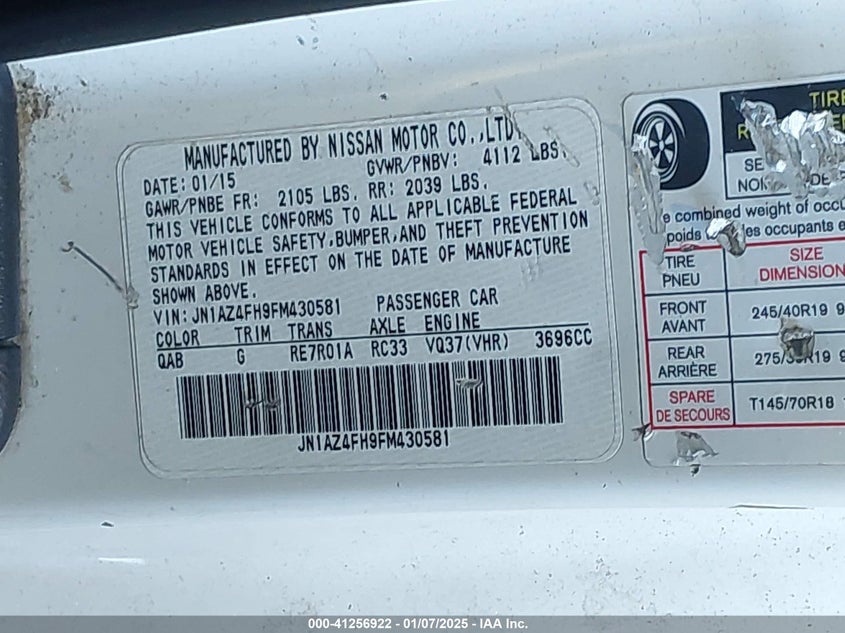 MANUFACTURED BY NISSAN MOTOR CO.,LTD.
DATE: 01/15 GVWR/PNBV: 4112 LBS.
GAWR/PNBE FR: 2105 LBS. RR: 2039 LBS.
THIS VEHICLE CONFORMS TO ALL APPLICABLE FEDERAL
MOTOR VEHICLE SAFETY,BUMPER,AND THEFT PREVENTION
STANDARDS IN EFFECT ON THE DATE OF MANUFACTURE
SHOWN ABOVE.
VIN:JN1AZ4FH9FM430581 PASSENGER CAR
COLOR TRIM TRANS AXLE ENGINE
QAB G RE7R01A RC33 VQ37(VHR) 3696CC
JN1AZ4FH9FM430581
TIRE
combined weight of
poids les occupants
TIRE SIZE
PNEU DIMENSION
FRONT AVANT 245/40R19
REAR ARRIÈRE
SPARE DE SECOURS T145/70R18
000-41256922 - 01/07/2025 - IAA Inc.